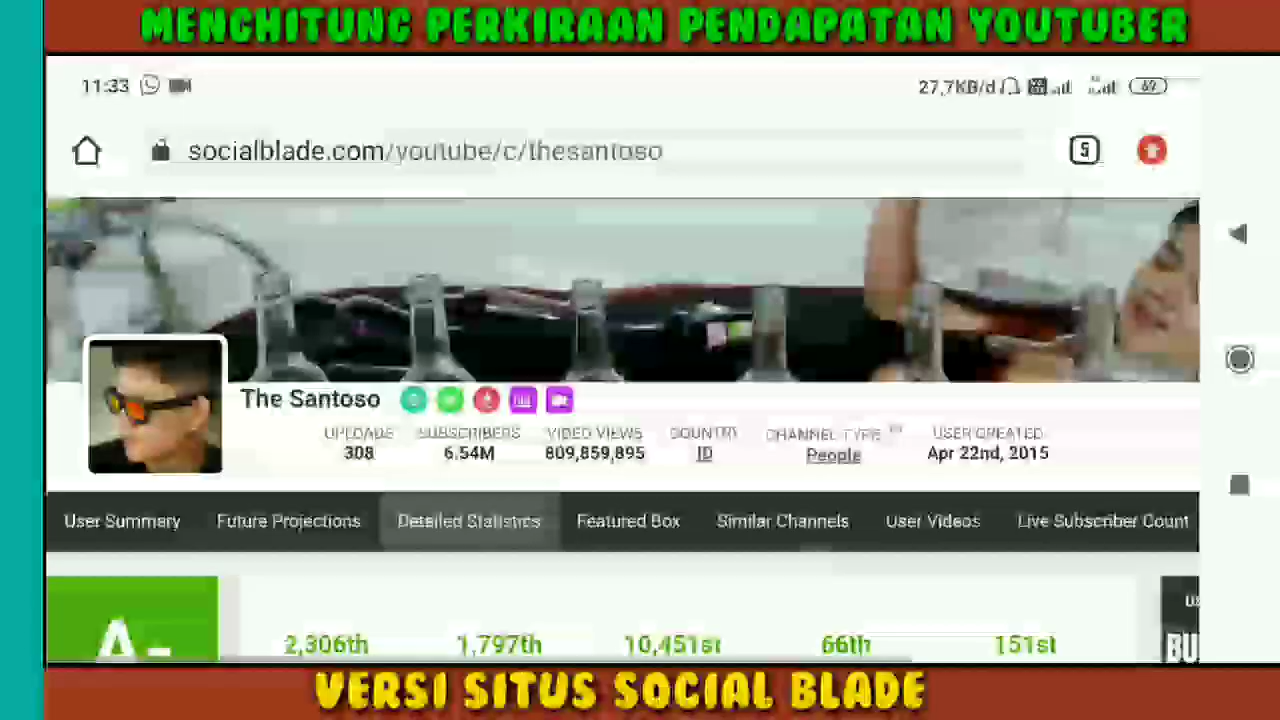 MENGHITUNG PERKIRAAN PENDAPATAN YOUTUBER
11:33 27,7KB/d 69
socialblade.com/youtube/c/thesantoso 5
The Santoso
UPLOADS SUBSCRIBERS VIDEO VIEWS COUNTRY CHANNEL TYPE USER CREATED
308 6.54M 809,859,895 ID People Apr 22nd, 2015
User Summary Future Projections Detailed Statistics Featured Box Similar Channels User Videos Live Subscriber Count
A- 2,306th 1,797th 10,451st 66th 151st BU
VERSI SITUS SOCIAL BLADE